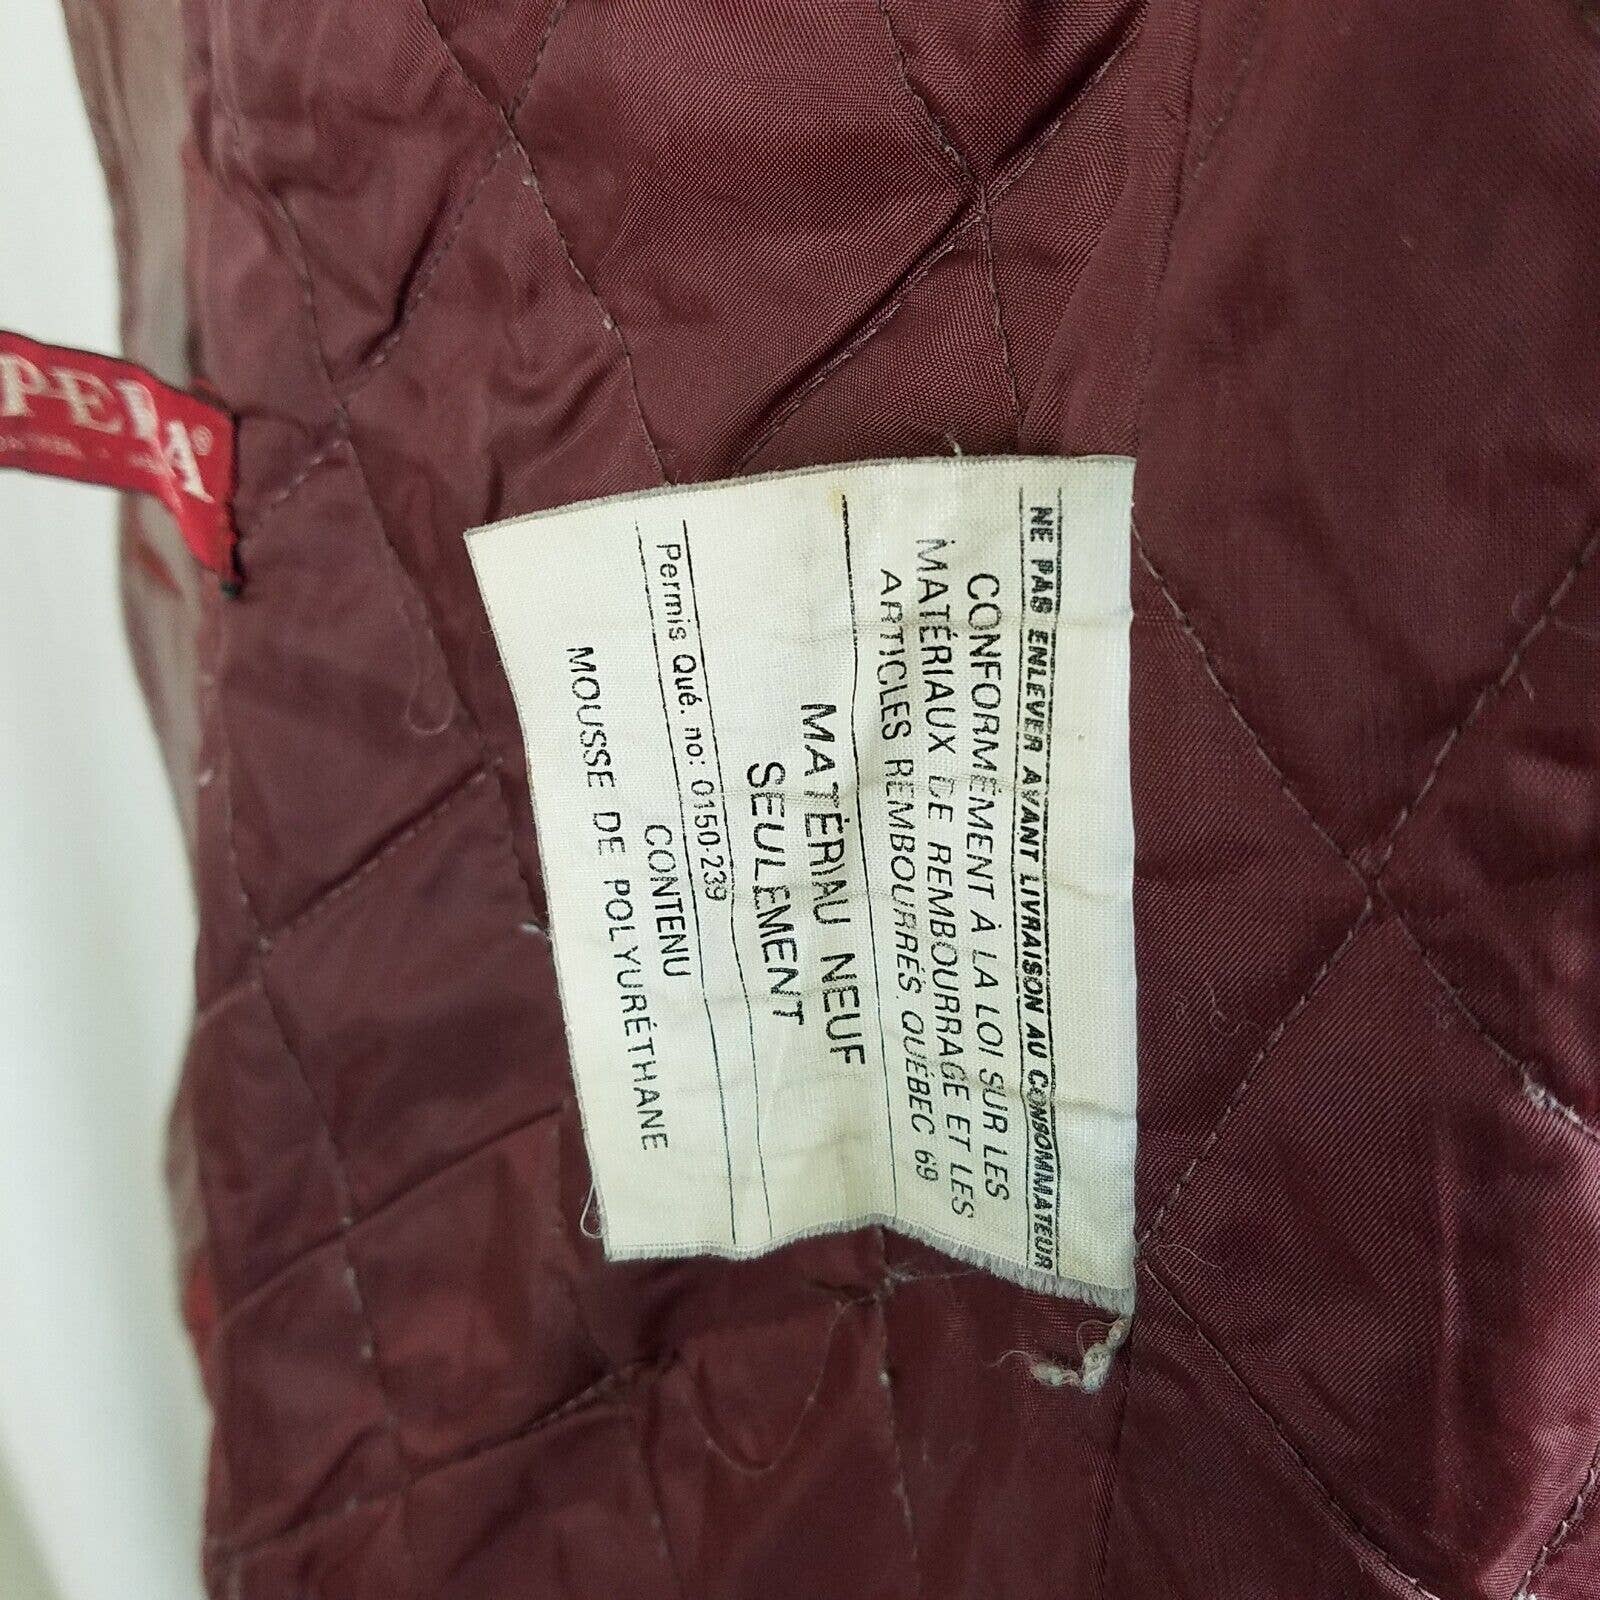 PERA®
NE PAS ENLEVER AVANT LIVRAISON AU CONSOMMATEUR
CONFORMÉMENT À LA LOI SUR LES
MATÉRIAUX DE REMBOURRAGE ET LES
ARTICLES REMBOURRÉS. QUÉBEC 69
MATÉRIAU NEUF
SEULEMENT
Permis Qué. no: 0150-239
CONTENU
MOUSSE DE POLYURÉTHANE